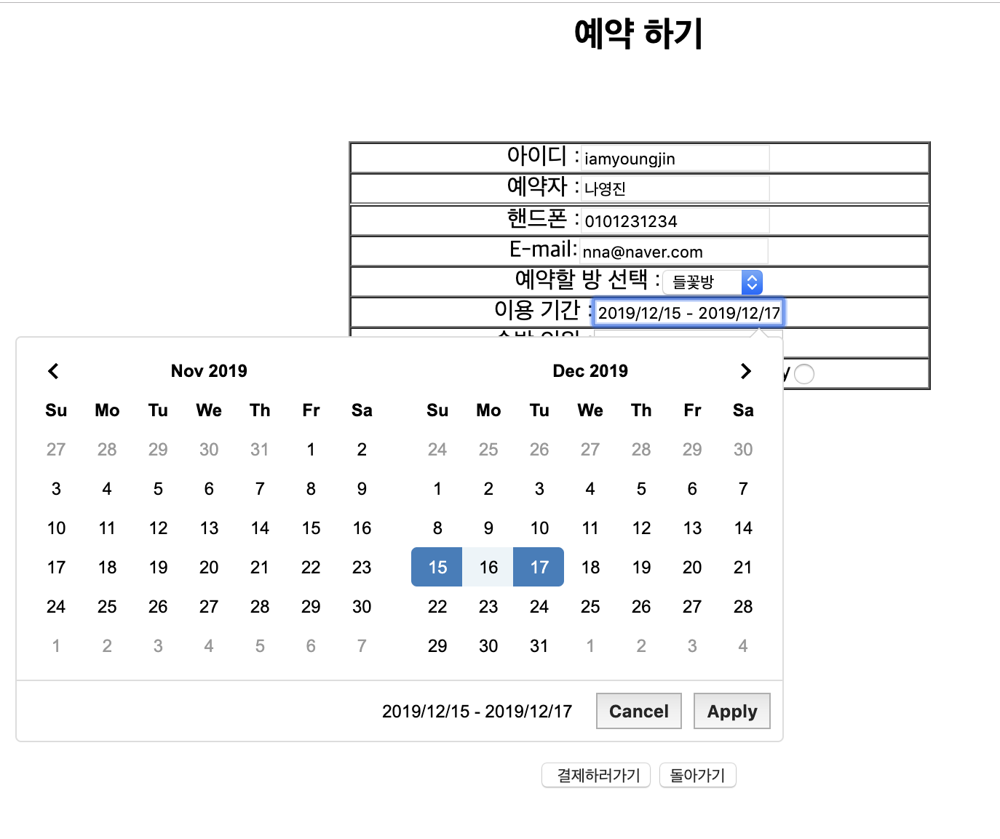 예약 하기
아이디 : iamyoungjin
예약자 : 나영진
핸드폰 : 0101231234
E-mail: nna@naver.com
예약할 방 선택 : 들꽃방
이용 기간 : 2019/12/15 - 2019/12/17
y
Nov 2019
Su Mo Tu We Th Fr Sa
27 28 29 30 31 1 2
3 4 5 6 7 8 9
10 11 12 13 14 15 16
17 18 19 20 21 22 23
24 25 26 27 28 29 30
1 2 3 4 5 6 7
Dec 2019
Su Mo Tu We Th Fr Sa
24 25 26 27 28 29 30
1 2 3 4 5 6 7
8 9 10 11 12 13 14
15 16 17 18 19 20 21
22 23 24 25 26 27 28
29 30 31 1 2 3 4
2019/12/15 - 2019/12/17 Cancel Apply
결제하러가기 돌아가기